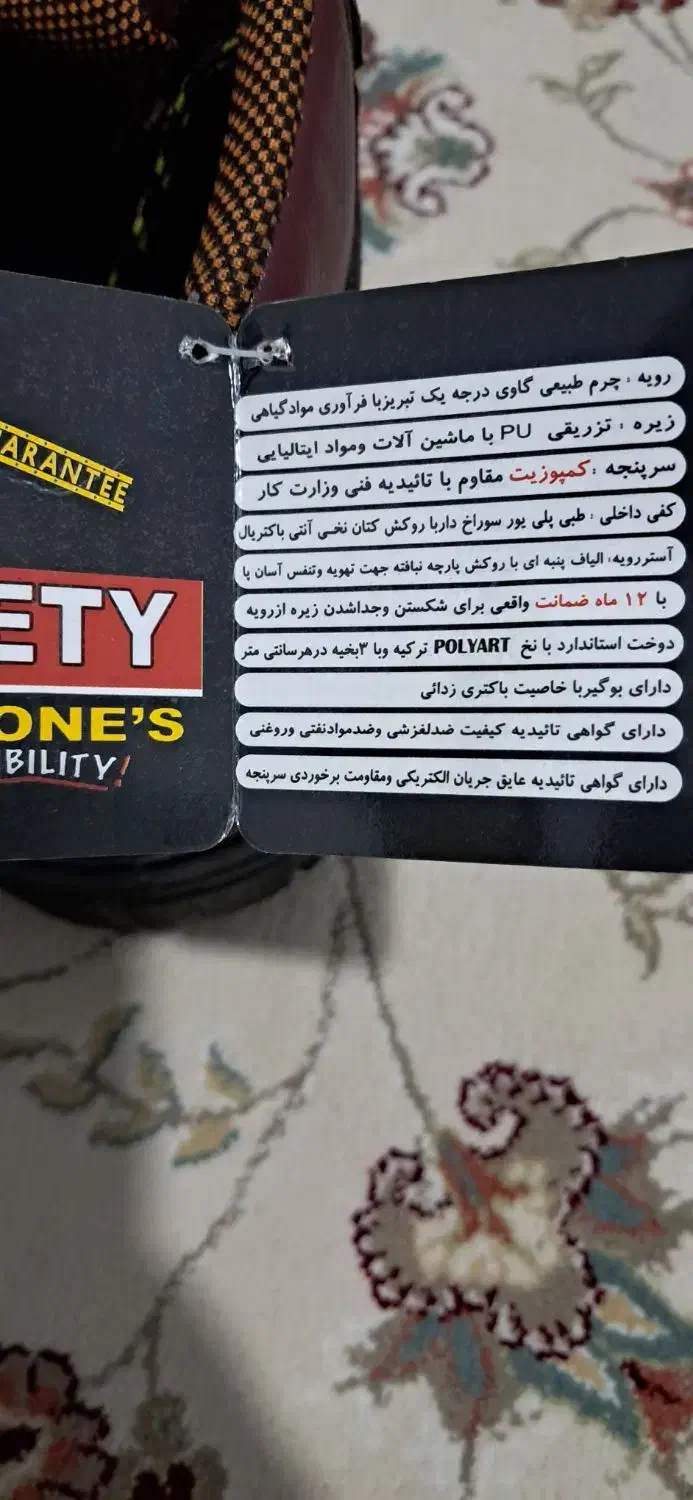 رویه : چرم طبیعی گاوی درجه یک تبریزبا فرآوری موادگیاهی
زیره : تزریقی PU با ماشین آلات ومواد ایتالیایی
سرپنجه :کمپوزیت مقاوم با تائیدیه فنی وزارت کار
کفی داخلی : طبی پلی یور سوراخ داربا روکش کتان نخی آنتی باکتریال
آستررویه: الیاف پنبه ای با روکش پارچه نبافته جهت تهویه وتنفس آسان پا
با ۱۲ ماه ضمانت واقعی برای شکستن وجداشدن زیره ازرویه
دوخت استاندارد با نخ POLYART ترکیه وبا ۳بخیه درهرسانتی متر
دارای بوگیربا خاصیت باکتری زدائی
دارای گواهی تائیدیه کیفیت ضدلغزشی وضدموادنفتی وروغنی
دارای گواهی تائیدیه عایق جریان الکتریکی ومقاومت برخوردی سرپنجه
ARANTEE
ETY
ONE'S
BILITY!